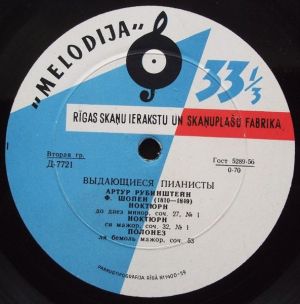 „MELODIJA"
33⅓
RĪGAS SKAŅU IERAKSTU UN SKAŅUPLAŠU FABRIKA
Вторая гр. Гост 5289-56
Д-7721 0-70
ВЫДАЮЩИЕСЯ ПИАНИСТЫ
АРТУР РУБИНШТЕЙН
Ф. ШОПЕН (1810—1849)
НОКТЮРН
до диез минор, соч. 27, № 1
НОКТЮРН
си мажор, соч. 32, № 1
ПОЛОНЕЗ
ля бемоль мажор, соч. 53
RĪGĀ